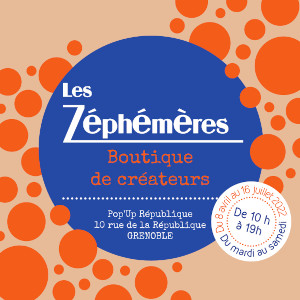 Les
Zéphémères
Boutique
de créateurs
Pop'Up République
10 rue de la République
GRENOBLE
Du 8 avril au 16 juillet 2022
De 10 h
à 19h
Du mardi au samedi